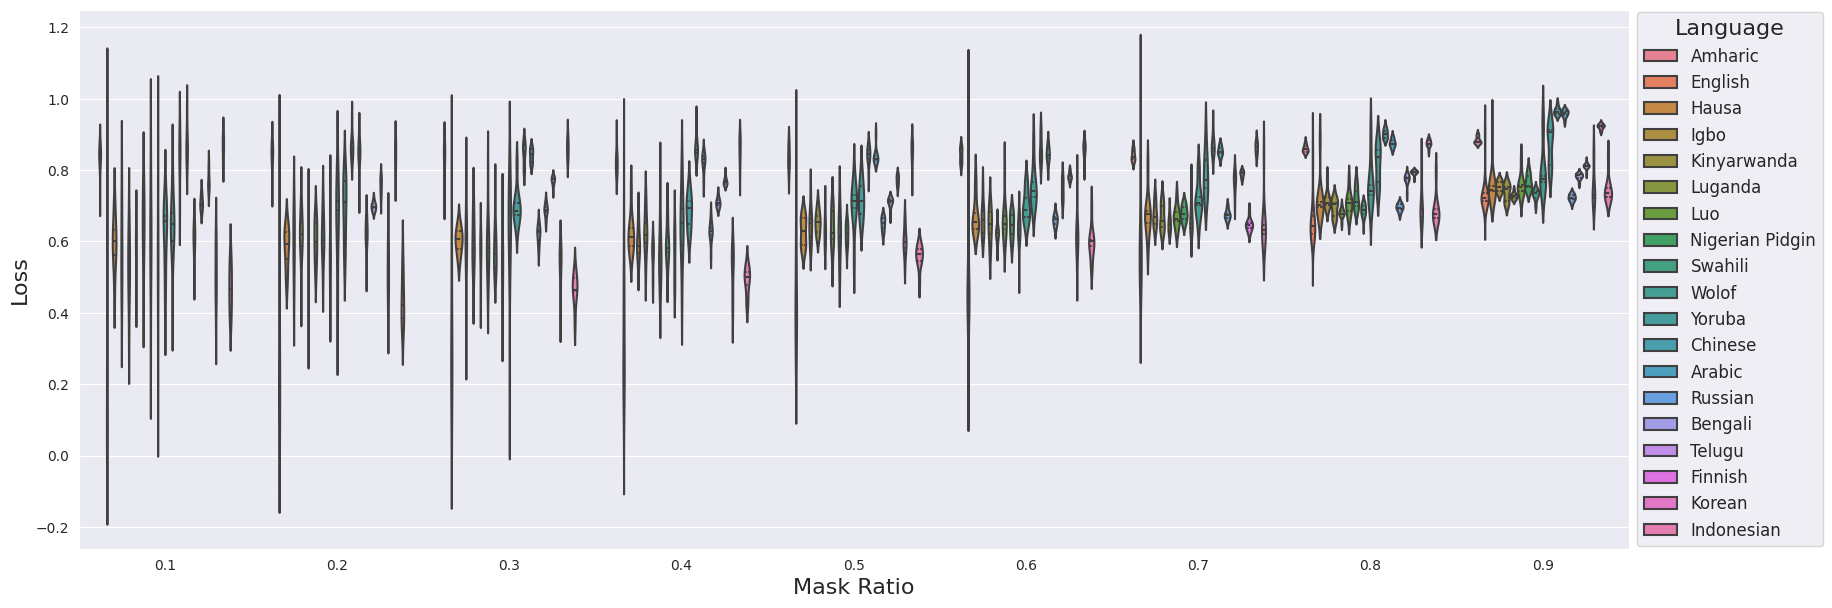 1.2
1.0
0.8
0.6
0.4
0.2
0.0
−0.2
Loss
0.1 0.2 0.3 0.4 0.5 0.6 0.7 0.8 0.9
Mask Ratio
Language
Amharic
English
Hausa
Igbo
Kinyarwanda
Luganda
Luo
Nigerian Pidgin
Swahili
Wolof
Yoruba
Chinese
Arabic
Russian
Bengali
Telugu
Finnish
Korean
Indonesian